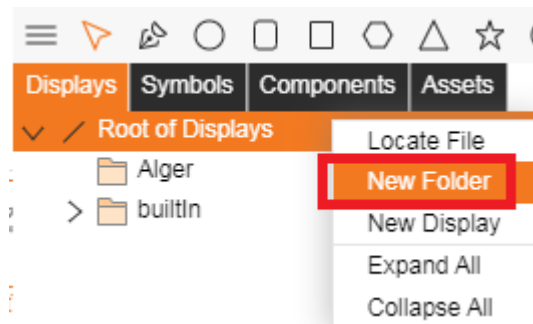 Displays Symbols Components Assets
/ Root of Displays
Alger
builtIn
Locate File
New Folder
New Display
Expand All
Collapse All